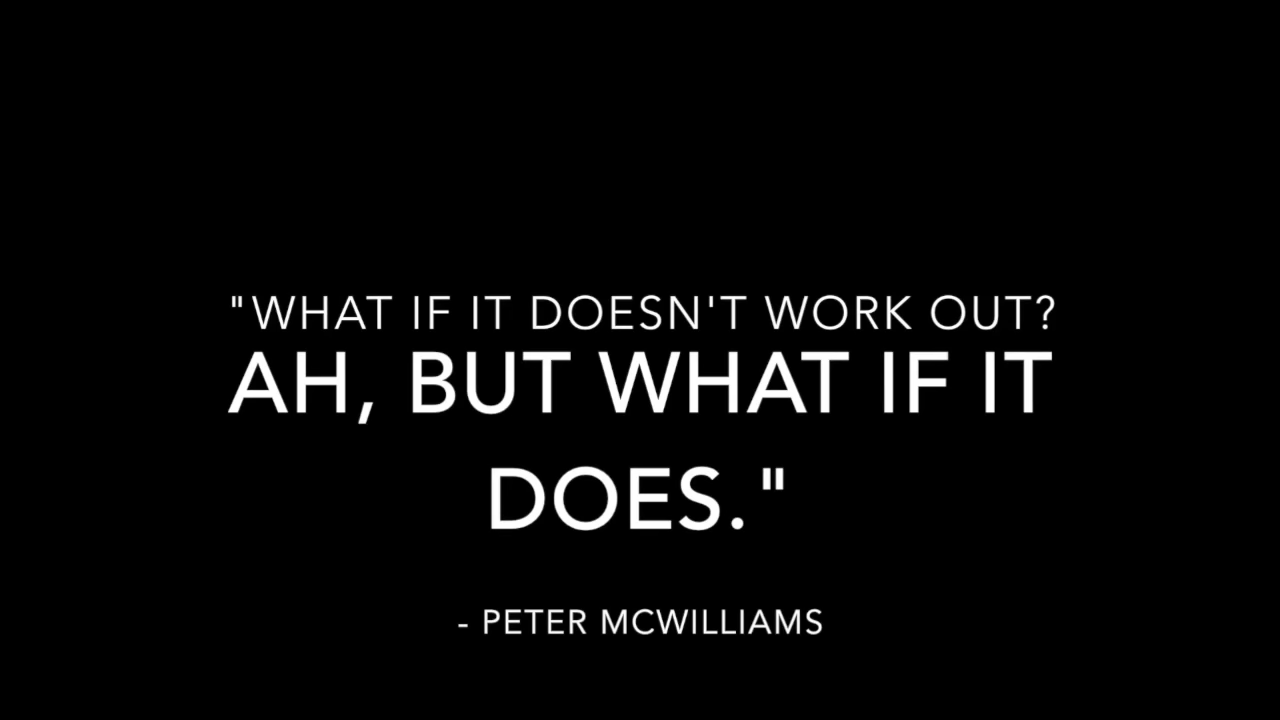 "WHAT IF IT DOESN'T WORK OUT?
AH, BUT WHAT IF IT
DOES."
- PETER MCWILLIAMS